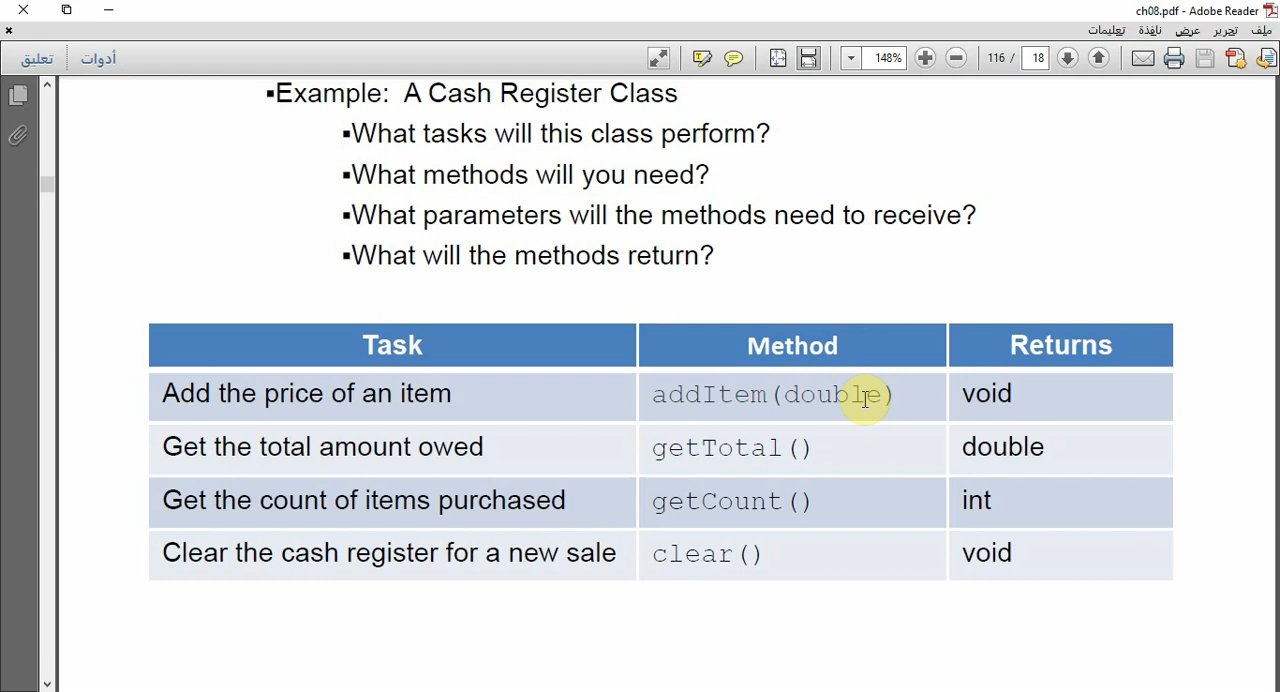 ch08.pdf - Adobe Reader
ملف تحرير عرض نافذة تعليمات
تعليق أدوات 148% 116 / 18
▪Example: A Cash Register Class
▪What tasks will this class perform?
▪What methods will you need?
▪What parameters will the methods need to receive?
▪What will the methods return?
Task Method Returns
Add the price of an item addItem(double) void
Get the total amount owed getTotal() double
Get the count of items purchased getCount() int
Clear the cash register for a new sale clear() void